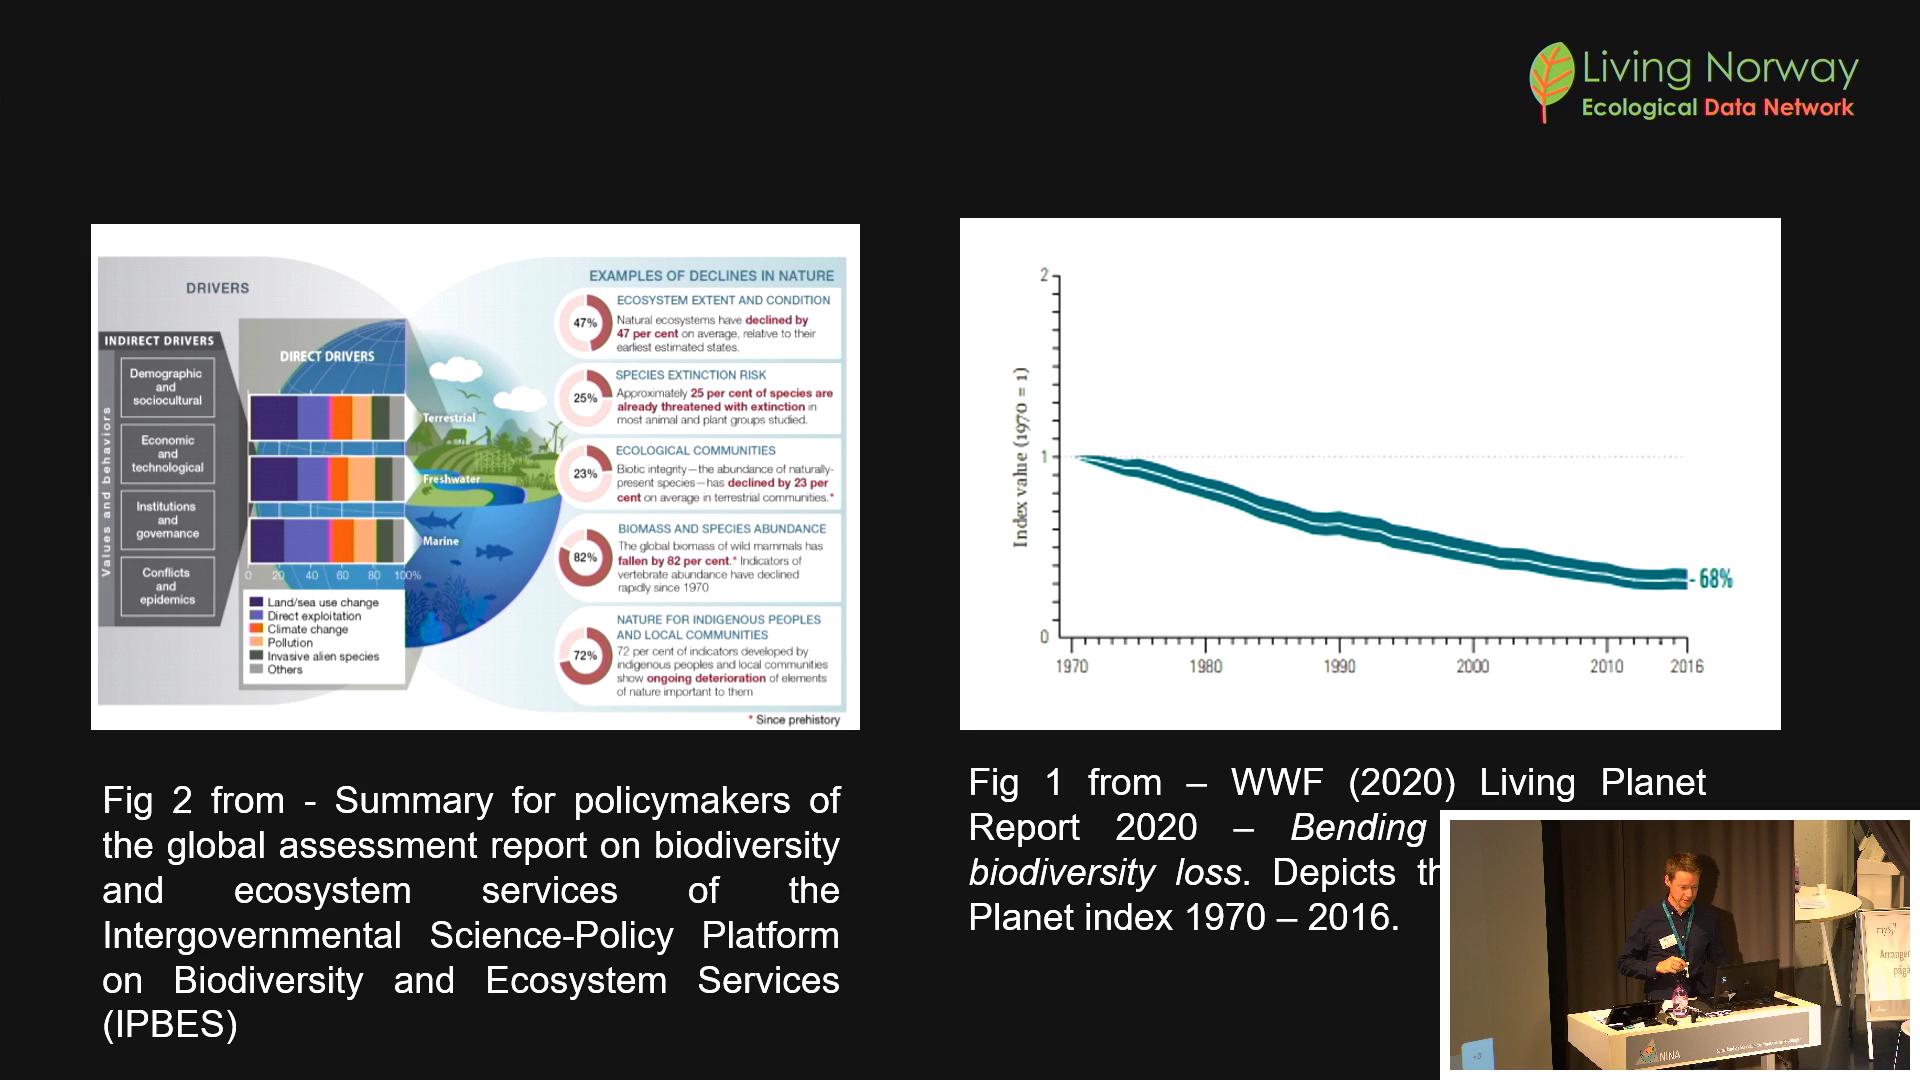 Living Norway
Ecological Data Network
DRIVERS
INDIRECT DRIVERS
Values and behaviors
Demographic
and
sociocultural
Economic
and
technological
Institutions
and
governance
Conflicts
and
epidemics
DIRECT DRIVERS
Terrestrial
Freshwater
Marine
0 20 40 60 80 100%
Land/sea use change
Direct exploitation
Climate change
Pollution
Invasive alien species
Others
EXAMPLES OF DECLINES IN NATURE
47%
ECOSYSTEM EXTENT AND CONDITION
Natural ecosystems have declined by
47 per cent on average, relative to their
earliest estimated states.
25%
SPECIES EXTINCTION RISK
Approximately 25 per cent of species are
already threatened with extinction in
most animal and plant groups studied.
23%
ECOLOGICAL COMMUNITIES
Biotic integrity—the abundance of naturally-
present species—has declined by 23 per
cent on average in terrestrial communities.*
82%
BIOMASS AND SPECIES ABUNDANCE
The global biomass of wild mammals has
fallen by 82 per cent.* Indicators of
vertebrate abundance have declined
rapidly since 1970
72%
NATURE FOR INDIGENOUS PEOPLES
AND LOCAL COMMUNITIES
72 per cent of indicators developed by
indigenous peoples and local communities
show ongoing deterioration of elements
of nature important to them
* Since prehistory
Fig 2 from - Summary for policymakers of
the global assessment report on biodiversity
and ecosystem services of the
Intergovernmental Science-Policy Platform
on Biodiversity and Ecosystem Services
(IPBES)
Index value (1970 = 1)
2
1
0
- 68%
1970 1980 1990 2000 2010 2016
Fig 1 from – WWF (2020) Living Planet
Report 2020 – Bending
biodiversity loss. Depicts th
Planet index 1970 – 2016.
NINA